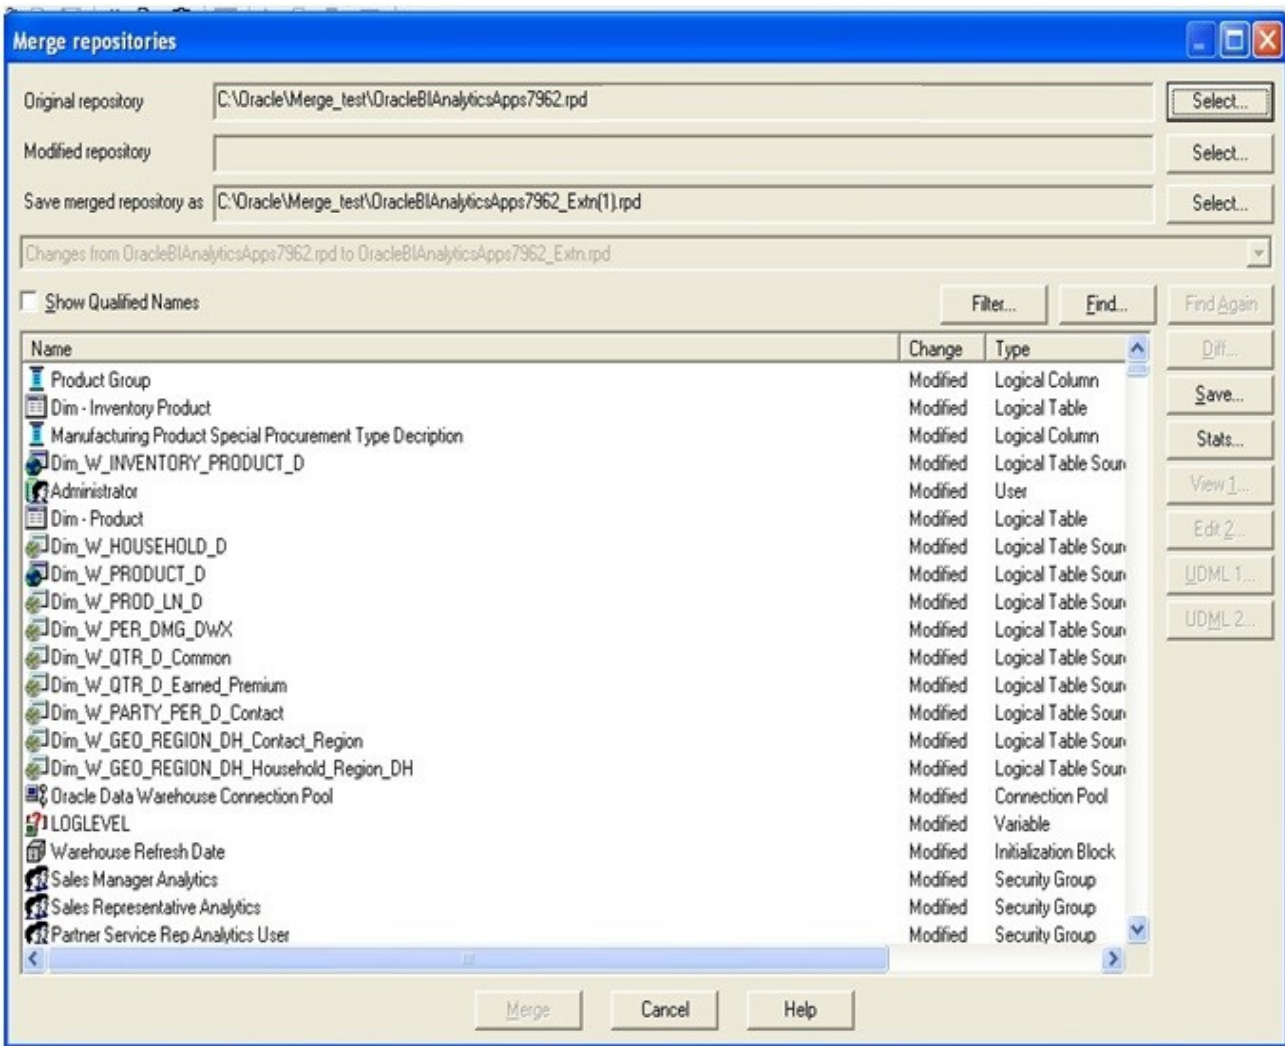 Merge repositories
Original repository C:\Oracle\Merge_test\OracleBIAnalyticsApps7962.rpd Select...
Modified repository Select...
Save merged repository as C:\Oracle\Merge_test\OracleBIAnalyticsApps7962_Extn(1).rpd Select...
Changes from OracleBIAnalyticsApps7962.rpd to OracleBIAnalyticsApps7962_Extn.rpd
Show Qualified Names Filter... Find... Find Again
Name Change Type Diff...
Product Group Modified Logical Column
Dim - Inventory Product Modified Logical Table Save...
Manufacturing Product Special Procurement Type Decription Modified Logical Column Stats...
Dim_W_INVENTORY_PRODUCT_D Modified Logical Table Sour
Administrator Modified User View 1...
Dim - Product Modified Logical Table Edit 2...
Dim_W_HOUSEHOLD_D Modified Logical Table Sour
Dim_W_PRODUCT_D Modified Logical Table Sour UDML 1...
Dim_W_PROD_LN_D Modified Logical Table Sour UDML 2...
Dim_W_PER_DMG_DWX Modified Logical Table Sour
Dim_W_QTR_D_Common Modified Logical Table Sour
Dim_W_QTR_D_Earned_Premium Modified Logical Table Sour
Dim_W_PARTY_PER_D_Contact Modified Logical Table Sour
Dim_W_GEO_REGION_DH_Contact_Region Modified Logical Table Sour
Dim_W_GEO_REGION_DH_Household_Region_DH Modified Logical Table Sour
Oracle Data Warehouse Connection Pool Modified Connection Pool
LOGLEVEL Modified Variable
Warehouse Refresh Date Modified Initialization Block
Sales Manager Analytics Modified Security Group
Sales Representative Analytics Modified Security Group
Partner Service Rep Analytics User Modified Security Group
Merge Cancel Help